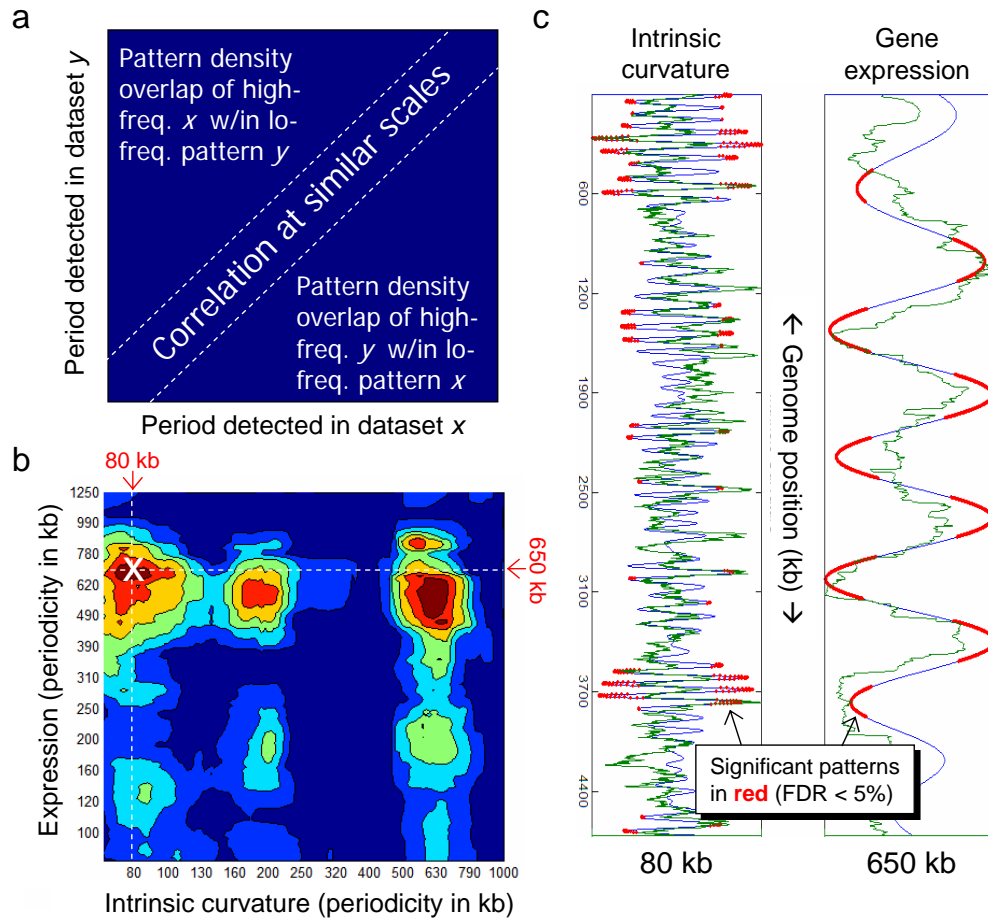 a
Pattern density
overlap of high-
freq. x w/in lo-
freq. pattern y
Correlation at similar scales
Pattern density
overlap of high-
freq. y w/in lo-
freq. pattern x
Period detected in dataset y
Period detected in dataset x
b
80 kb
650 kb
X
1250
990
780
620
490
390
310
250
200
160
120
100
Expression (periodicity in kb)
80 100 130 160 200 250 320 400 500 630 790 1000
Intrinsic curvature (periodicity in kb)
c
Intrinsic
curvature
Gene
expression
600
1200
1900
2500
3100
3700
4400
← Genome position (kb) →
Significant patterns
in red (FDR < 5%)
80 kb
650 kb